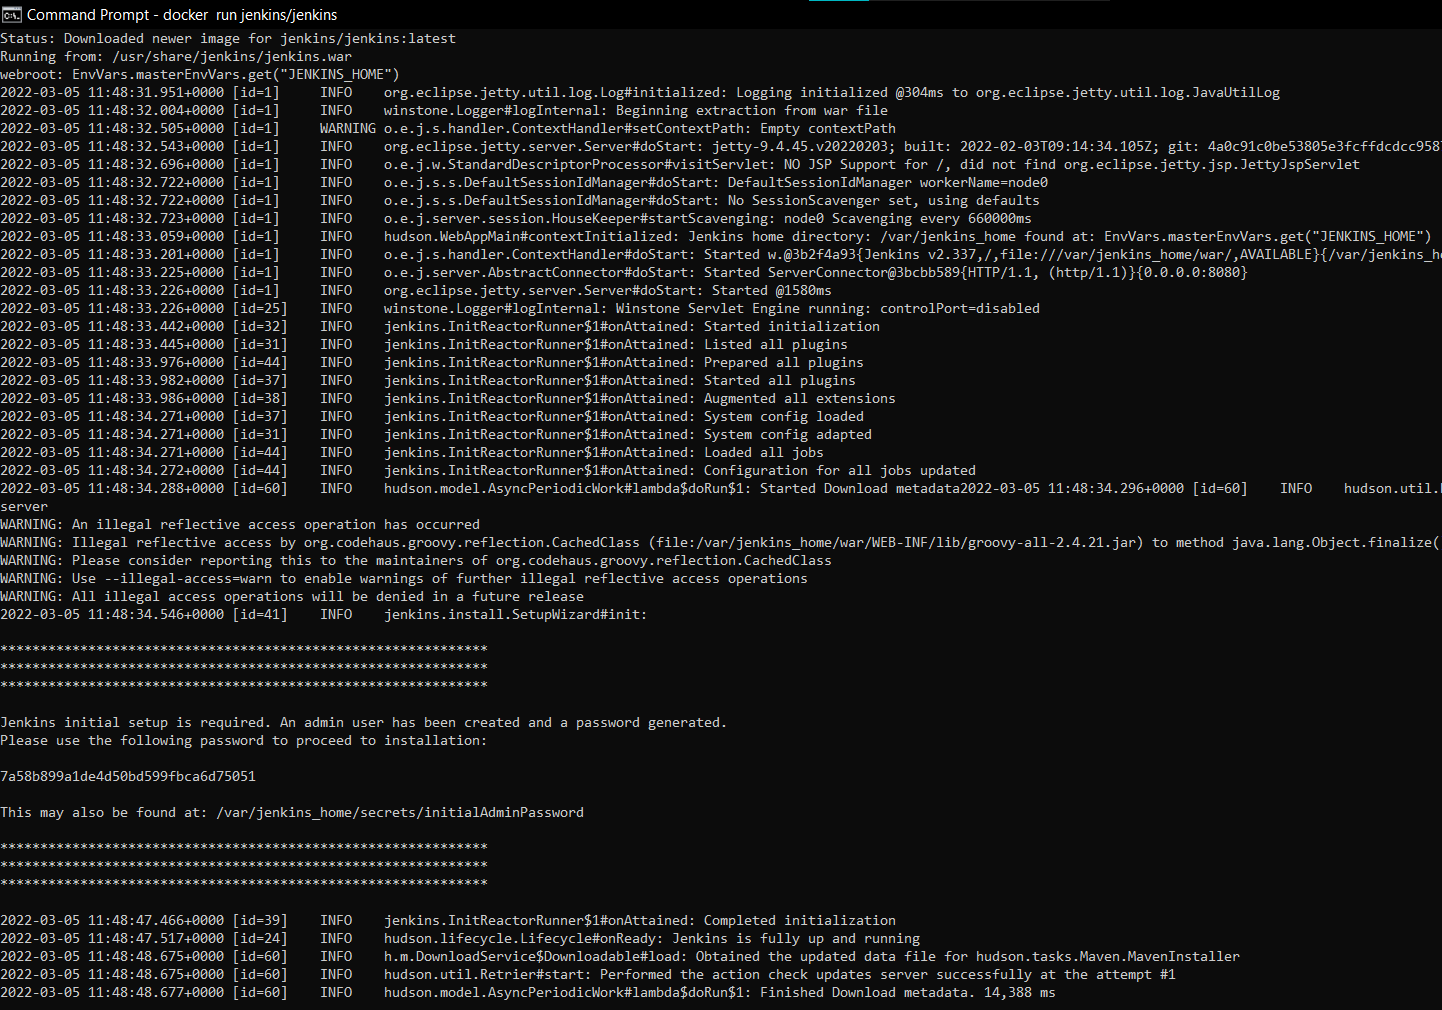 Command Prompt - docker  run jenkins/jenkins
Status: Downloaded newer image for jenkins/jenkins:latest
Running from: /usr/share/jenkins/jenkins.war
webroot: EnvVars.masterEnvVars.get("JENKINS_HOME")
2022-03-05 11:48:31.951+0000 [id=1]     INFO    org.eclipse.jetty.util.log.Log#initialized: Logging initialized @304ms to org.eclipse.jetty.util.log.JavaUtilLog
2022-03-05 11:48:32.004+0000 [id=1]     INFO    winstone.Logger#logInternal: Beginning extraction from war file
2022-03-05 11:48:32.505+0000 [id=1]     WARNING o.e.j.s.handler.ContextHandler#setContextPath: Empty contextPath
2022-03-05 11:48:32.543+0000 [id=1]     INFO    org.eclipse.jetty.server.Server#doStart: jetty-9.4.45.v20220203; built: 2022-02-03T09:14:34.105Z; git: 4a0c91c0be53805e3fcffdcdcc9587
2022-03-05 11:48:32.696+0000 [id=1]     INFO    o.e.j.w.StandardDescriptorProcessor#visitServlet: NO JSP Support for /, did not find org.eclipse.jetty.jsp.JettyJspServlet
2022-03-05 11:48:32.722+0000 [id=1]     INFO    o.e.j.s.s.DefaultSessionIdManager#doStart: DefaultSessionIdManager workerName=node0
2022-03-05 11:48:32.722+0000 [id=1]     INFO    o.e.j.s.s.DefaultSessionIdManager#doStart: No SessionScavenger set, using defaults
2022-03-05 11:48:32.723+0000 [id=1]     INFO    o.e.j.server.session.HouseKeeper#startScavenging: node0 Scavenging every 660000ms
2022-03-05 11:48:33.059+0000 [id=1]     INFO    hudson.WebAppMain#contextInitialized: Jenkins home directory: /var/jenkins_home found at: EnvVars.masterEnvVars.get("JENKINS_HOME")
2022-03-05 11:48:33.201+0000 [id=1]     INFO    o.e.j.s.handler.ContextHandler#doStart: Started w.@3b2f4a93{Jenkins v2.337,/,file:///var/jenkins_home/war/,AVAILABLE}{/var/jenkins_h
2022-03-05 11:48:33.225+0000 [id=1]     INFO    o.e.j.server.AbstractConnector#doStart: Started ServerConnector@3bcbb589{HTTP/1.1, (http/1.1)}{0.0.0.0:8080}
2022-03-05 11:48:33.226+0000 [id=1]     INFO    org.eclipse.jetty.server.Server#doStart: Started @1580ms
2022-03-05 11:48:33.226+0000 [id=25]    INFO    winstone.Logger#logInternal: Winstone Servlet Engine running: controlPort=disabled
2022-03-05 11:48:33.442+0000 [id=32]    INFO    jenkins.InitReactorRunner$1#onAttained: Started initialization
2022-03-05 11:48:33.445+0000 [id=31]    INFO    jenkins.InitReactorRunner$1#onAttained: Listed all plugins
2022-03-05 11:48:33.976+0000 [id=44]    INFO    jenkins.InitReactorRunner$1#onAttained: Prepared all plugins
2022-03-05 11:48:33.982+0000 [id=37]    INFO    jenkins.InitReactorRunner$1#onAttained: Started all plugins
2022-03-05 11:48:33.986+0000 [id=38]    INFO    jenkins.InitReactorRunner$1#onAttained: Augmented all extensions
2022-03-05 11:48:34.271+0000 [id=37]    INFO    jenkins.InitReactorRunner$1#onAttained: System config loaded
2022-03-05 11:48:34.271+0000 [id=31]    INFO    jenkins.InitReactorRunner$1#onAttained: System config adapted
2022-03-05 11:48:34.271+0000 [id=44]    INFO    jenkins.InitReactorRunner$1#onAttained: Loaded all jobs
2022-03-05 11:48:34.272+0000 [id=44]    INFO    jenkins.InitReactorRunner$1#onAttained: Configuration for all jobs updated
2022-03-05 11:48:34.288+0000 [id=60]    INFO    hudson.model.AsyncPeriodicWork#lambda$doRun$1: Started Download metadata2022-03-05 11:48:34.296+0000 [id=60]    INFO    hudson.util.
server
WARNING: An illegal reflective access operation has occurred
WARNING: Illegal reflective access by org.codehaus.groovy.reflection.CachedClass (file:/var/jenkins_home/war/WEB-INF/lib/groovy-all-2.4.21.jar) to method java.lang.Object.finalize(
WARNING: Please consider reporting this to the maintainers of org.codehaus.groovy.reflection.CachedClass
WARNING: Use --illegal-access=warn to enable warnings of further illegal reflective access operations
WARNING: All illegal access operations will be denied in a future release
2022-03-05 11:48:34.546+0000 [id=41]    INFO    jenkins.install.SetupWizard#init:
*************************************************************
*************************************************************
*************************************************************
Jenkins initial setup is required. An admin user has been created and a password generated.
Please use the following password to proceed to installation:
7a58b899a1de4d50bd599fbca6d75051
This may also be found at: /var/jenkins_home/secrets/initialAdminPassword
*************************************************************
*************************************************************
*************************************************************
2022-03-05 11:48:47.466+0000 [id=39]    INFO    jenkins.InitReactorRunner$1#onAttained: Completed initialization
2022-03-05 11:48:47.517+0000 [id=24]    INFO    hudson.lifecycle.Lifecycle#onReady: Jenkins is fully up and running
2022-03-05 11:48:48.675+0000 [id=60]    INFO    h.m.DownloadService$Downloadable#load: Obtained the updated data file for hudson.tasks.Maven.MavenInstaller
2022-03-05 11:48:48.675+0000 [id=60]    INFO    hudson.util.Retrier#start: Performed the action check updates server successfully at the attempt #1
2022-03-05 11:48:48.677+0000 [id=60]    INFO    hudson.model.AsyncPeriodicWork#lambda$doRun$1: Finished Download metadata. 14,388 ms